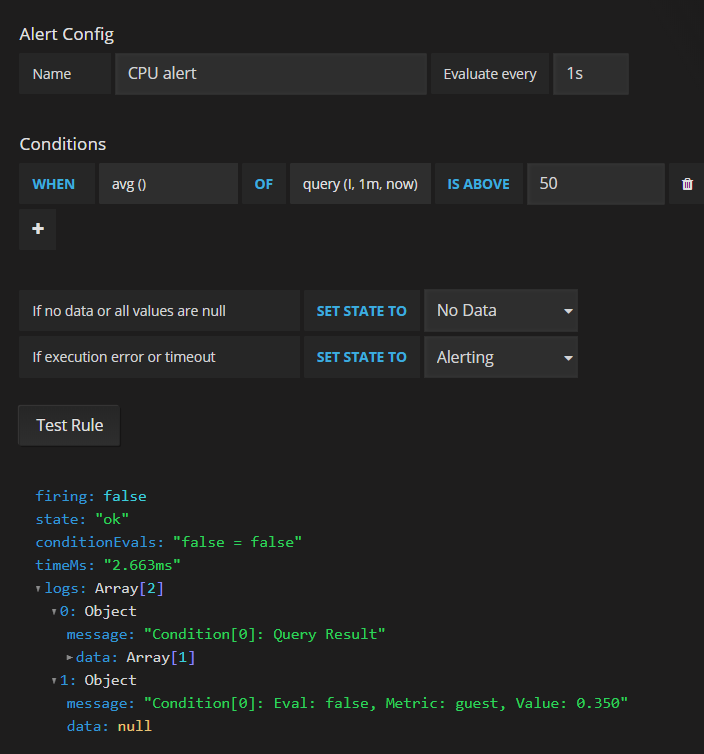 Alert Config
Name CPU alert Evaluate every 1s
Conditions
WHEN avg () OF query (I, 1m, now) IS ABOVE 50
+
If no data or all values are null SET STATE TO No Data
If execution error or timeout SET STATE TO Alerting
Test Rule
firing: false
state: "ok"
conditionEvals: "false = false"
timeMs: "2.663ms"
logs: Array[2]
0: Object
message: "Condition[0]: Query Result"
data: Array[1]
1: Object
message: "Condition[0]: Eval: false, Metric: guest, Value: 0.350"
data: null